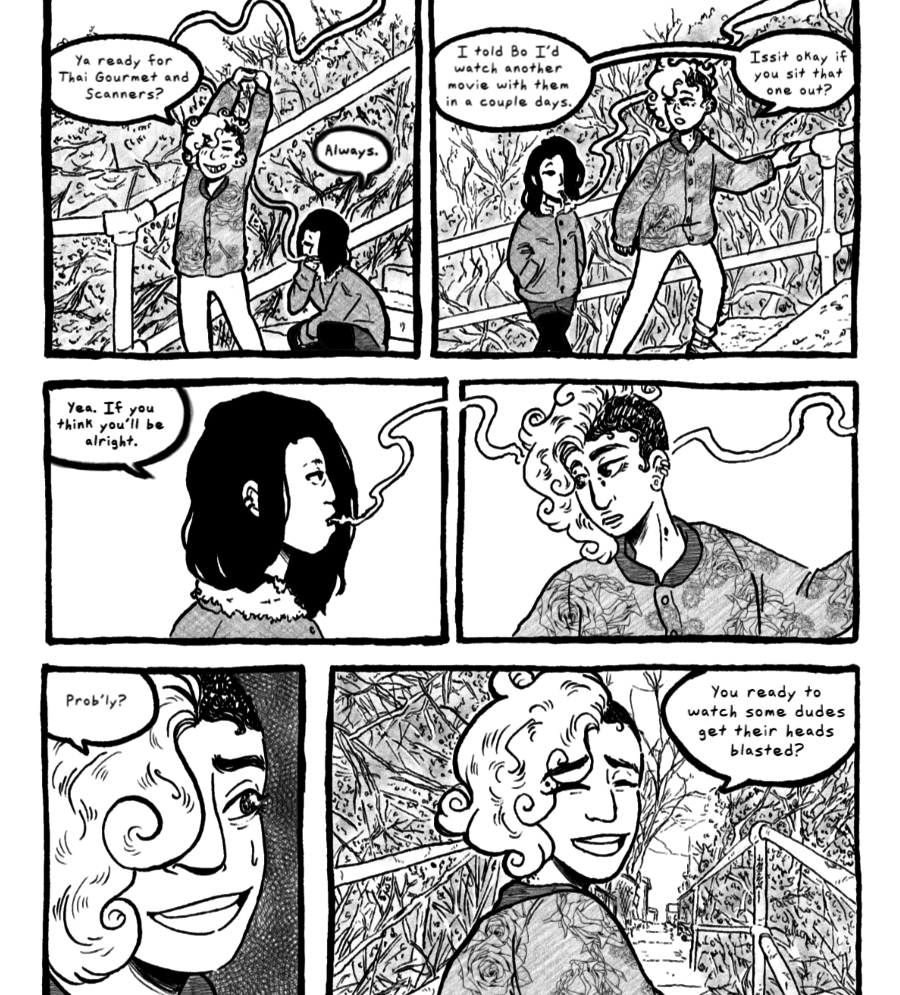 Ya ready for
Thai Gourmet and
Scanners?
Always.
I told Bo I'd
watch another
movie with them
in a couple days.
Issit okay if
you sit that
one out?
Yea. If you
think you'll be
alright.
Prob'ly?
You ready to
watch some dudes
get their heads
blasted?